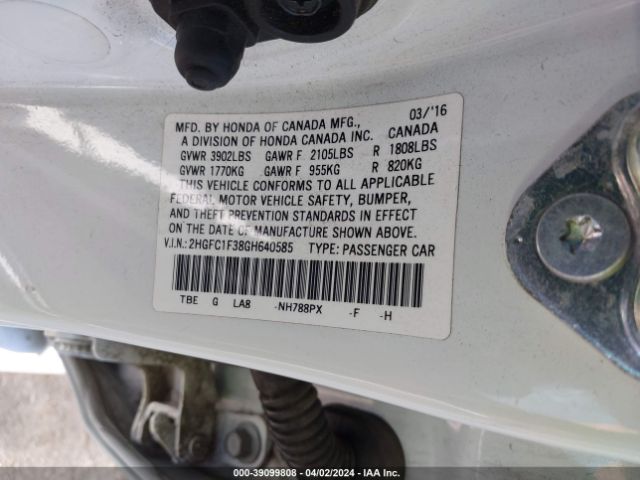 03/'16
MFD. BY HONDA OF CANADA MFG., CANADA
A DIVISION OF HONDA CANADA INC.
GVWR 3902LBS GAWR F 2105LBS R 1808LBS
GVWR 1770KG GAWR F 955KG R 820KG
THIS VEHICLE CONFORMS TO ALL APPLICABLE
FEDERAL MOTOR VEHICLE SAFETY, BUMPER,
AND THEFT PREVENTION STANDARDS IN EFFECT
ON THE DATE OF MANUFACTURE SHOWN ABOVE.
V.I.N.: 2HGFC1F38GH640585 TYPE: PASSENGER CAR
TBE G LA8 -NH788PX -F -H
000-39099808 - 04/02/2024 - IAA Inc.